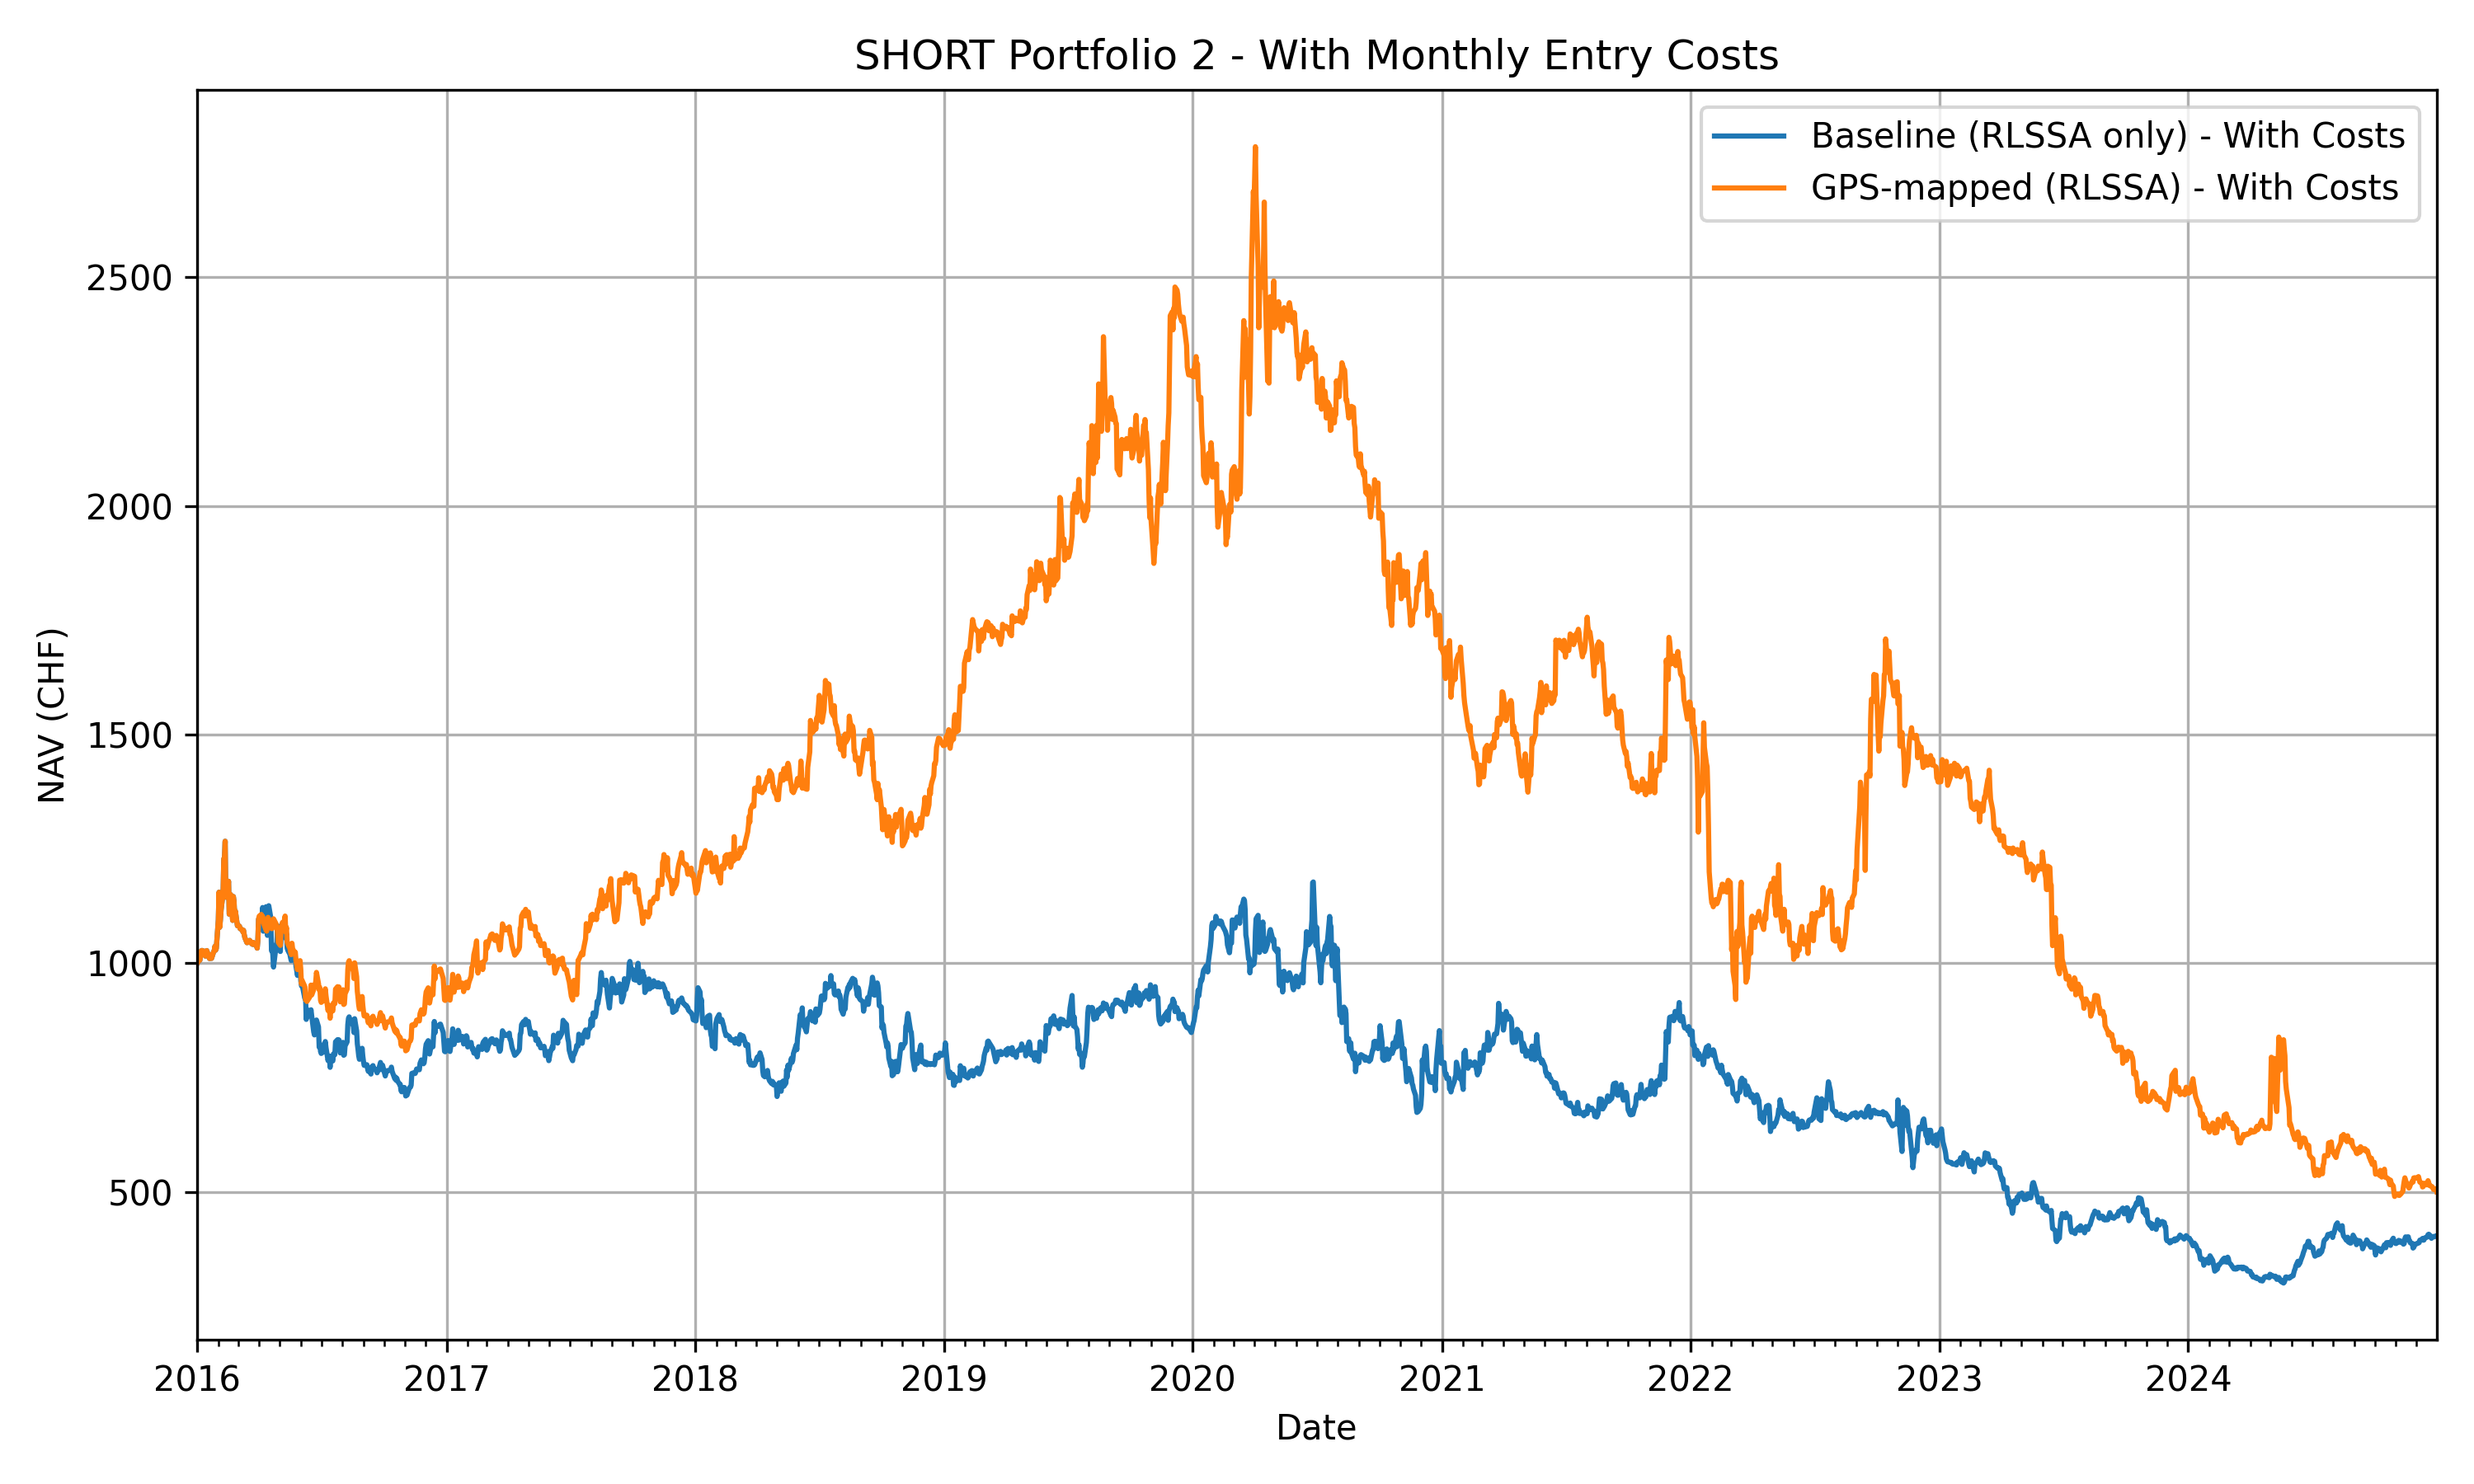 SHORT Portfolio 2 - With Monthly Entry Costs
Baseline (RLSSA only) - With Costs
GPS-mapped (RLSSA) - With Costs
NAV (CHF)
2500
2000
1500
1000
500
2016 2017 2018 2019 2020 2021 2022 2023 2024
Date